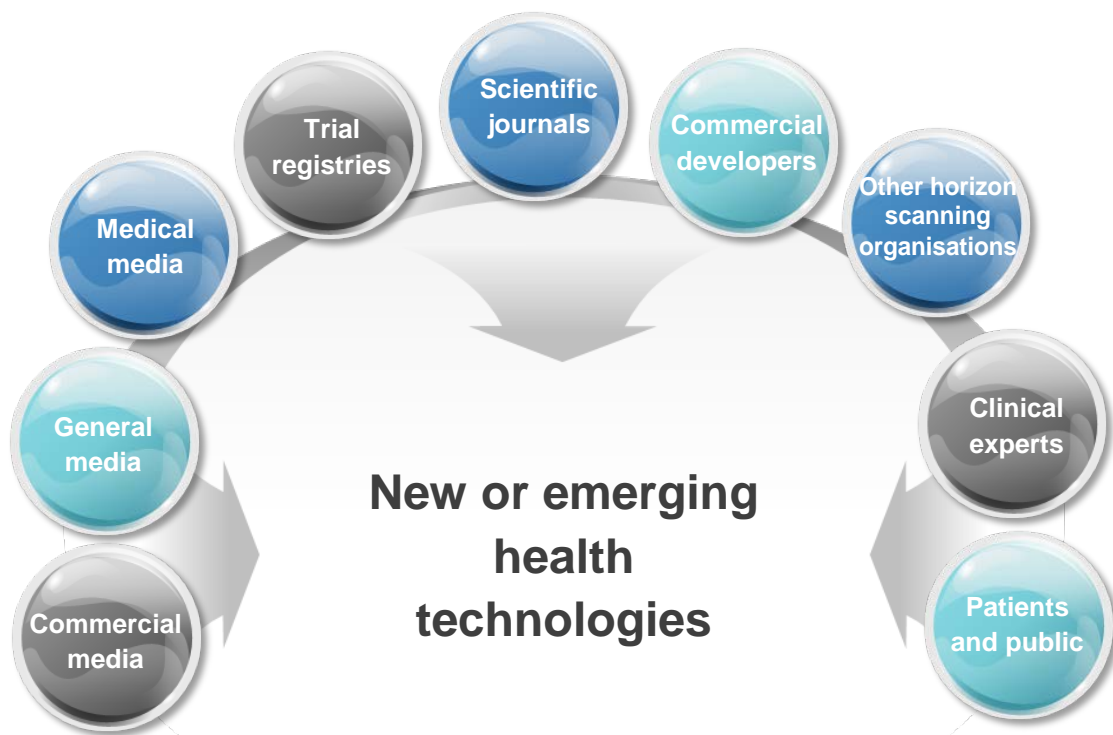 Scientific
journals
Trial
registries
Commercial
developers
Other horizon
scanning
organisations
Medical
media
General
media
Clinical
experts
New or emerging
health
technologies
Commercial
media
Patients
and public